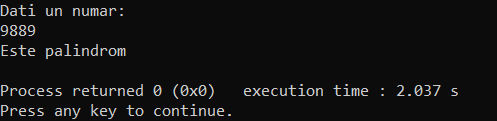 Dati un numar:
9889
Este palindrom
Process returned 0 (0x0)   execution time : 2.037 s
Press any key to continue.